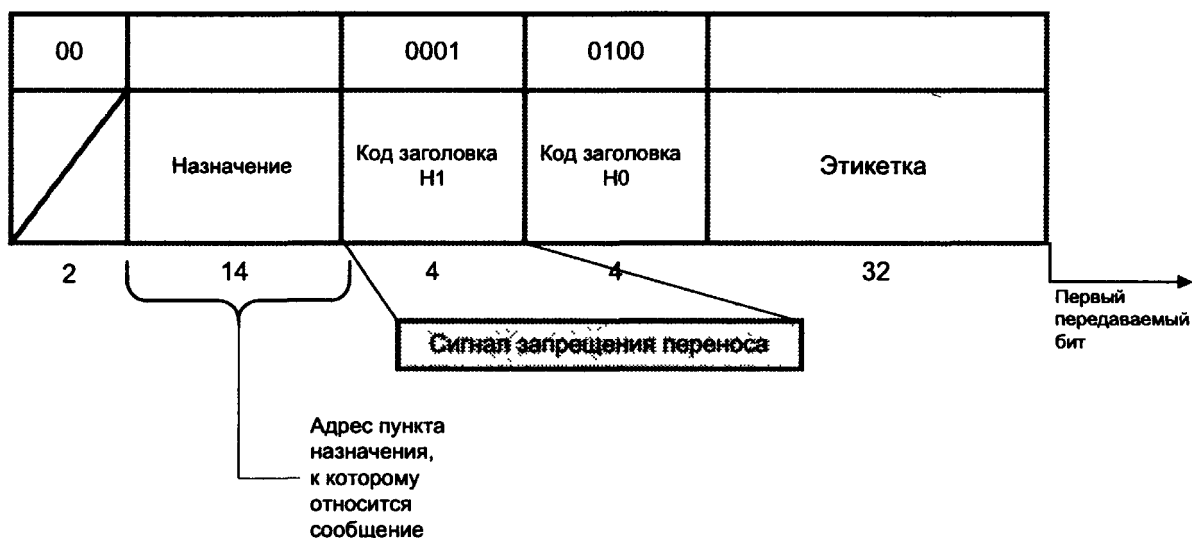 00 0001 0100
Назначение
Код заголовка
H1
Код заголовка
H0
Этикетка
2 14 4 4 32
Первый
передаваемый
бит
Сигнал запрещения переноса
Адрес пункта
назначения,
к которому
относится
сообщение